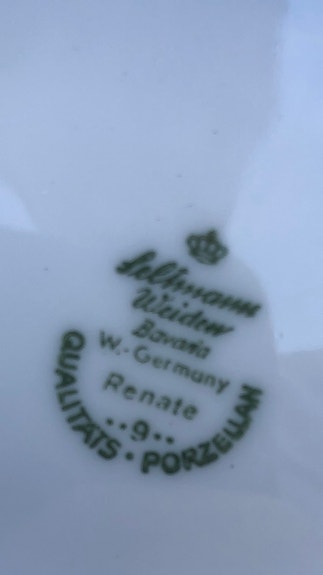 Seltmann
Weiden
Bavaria
W.-Germany
Renate
··9··
QUALITÄTS·PORZELLAN